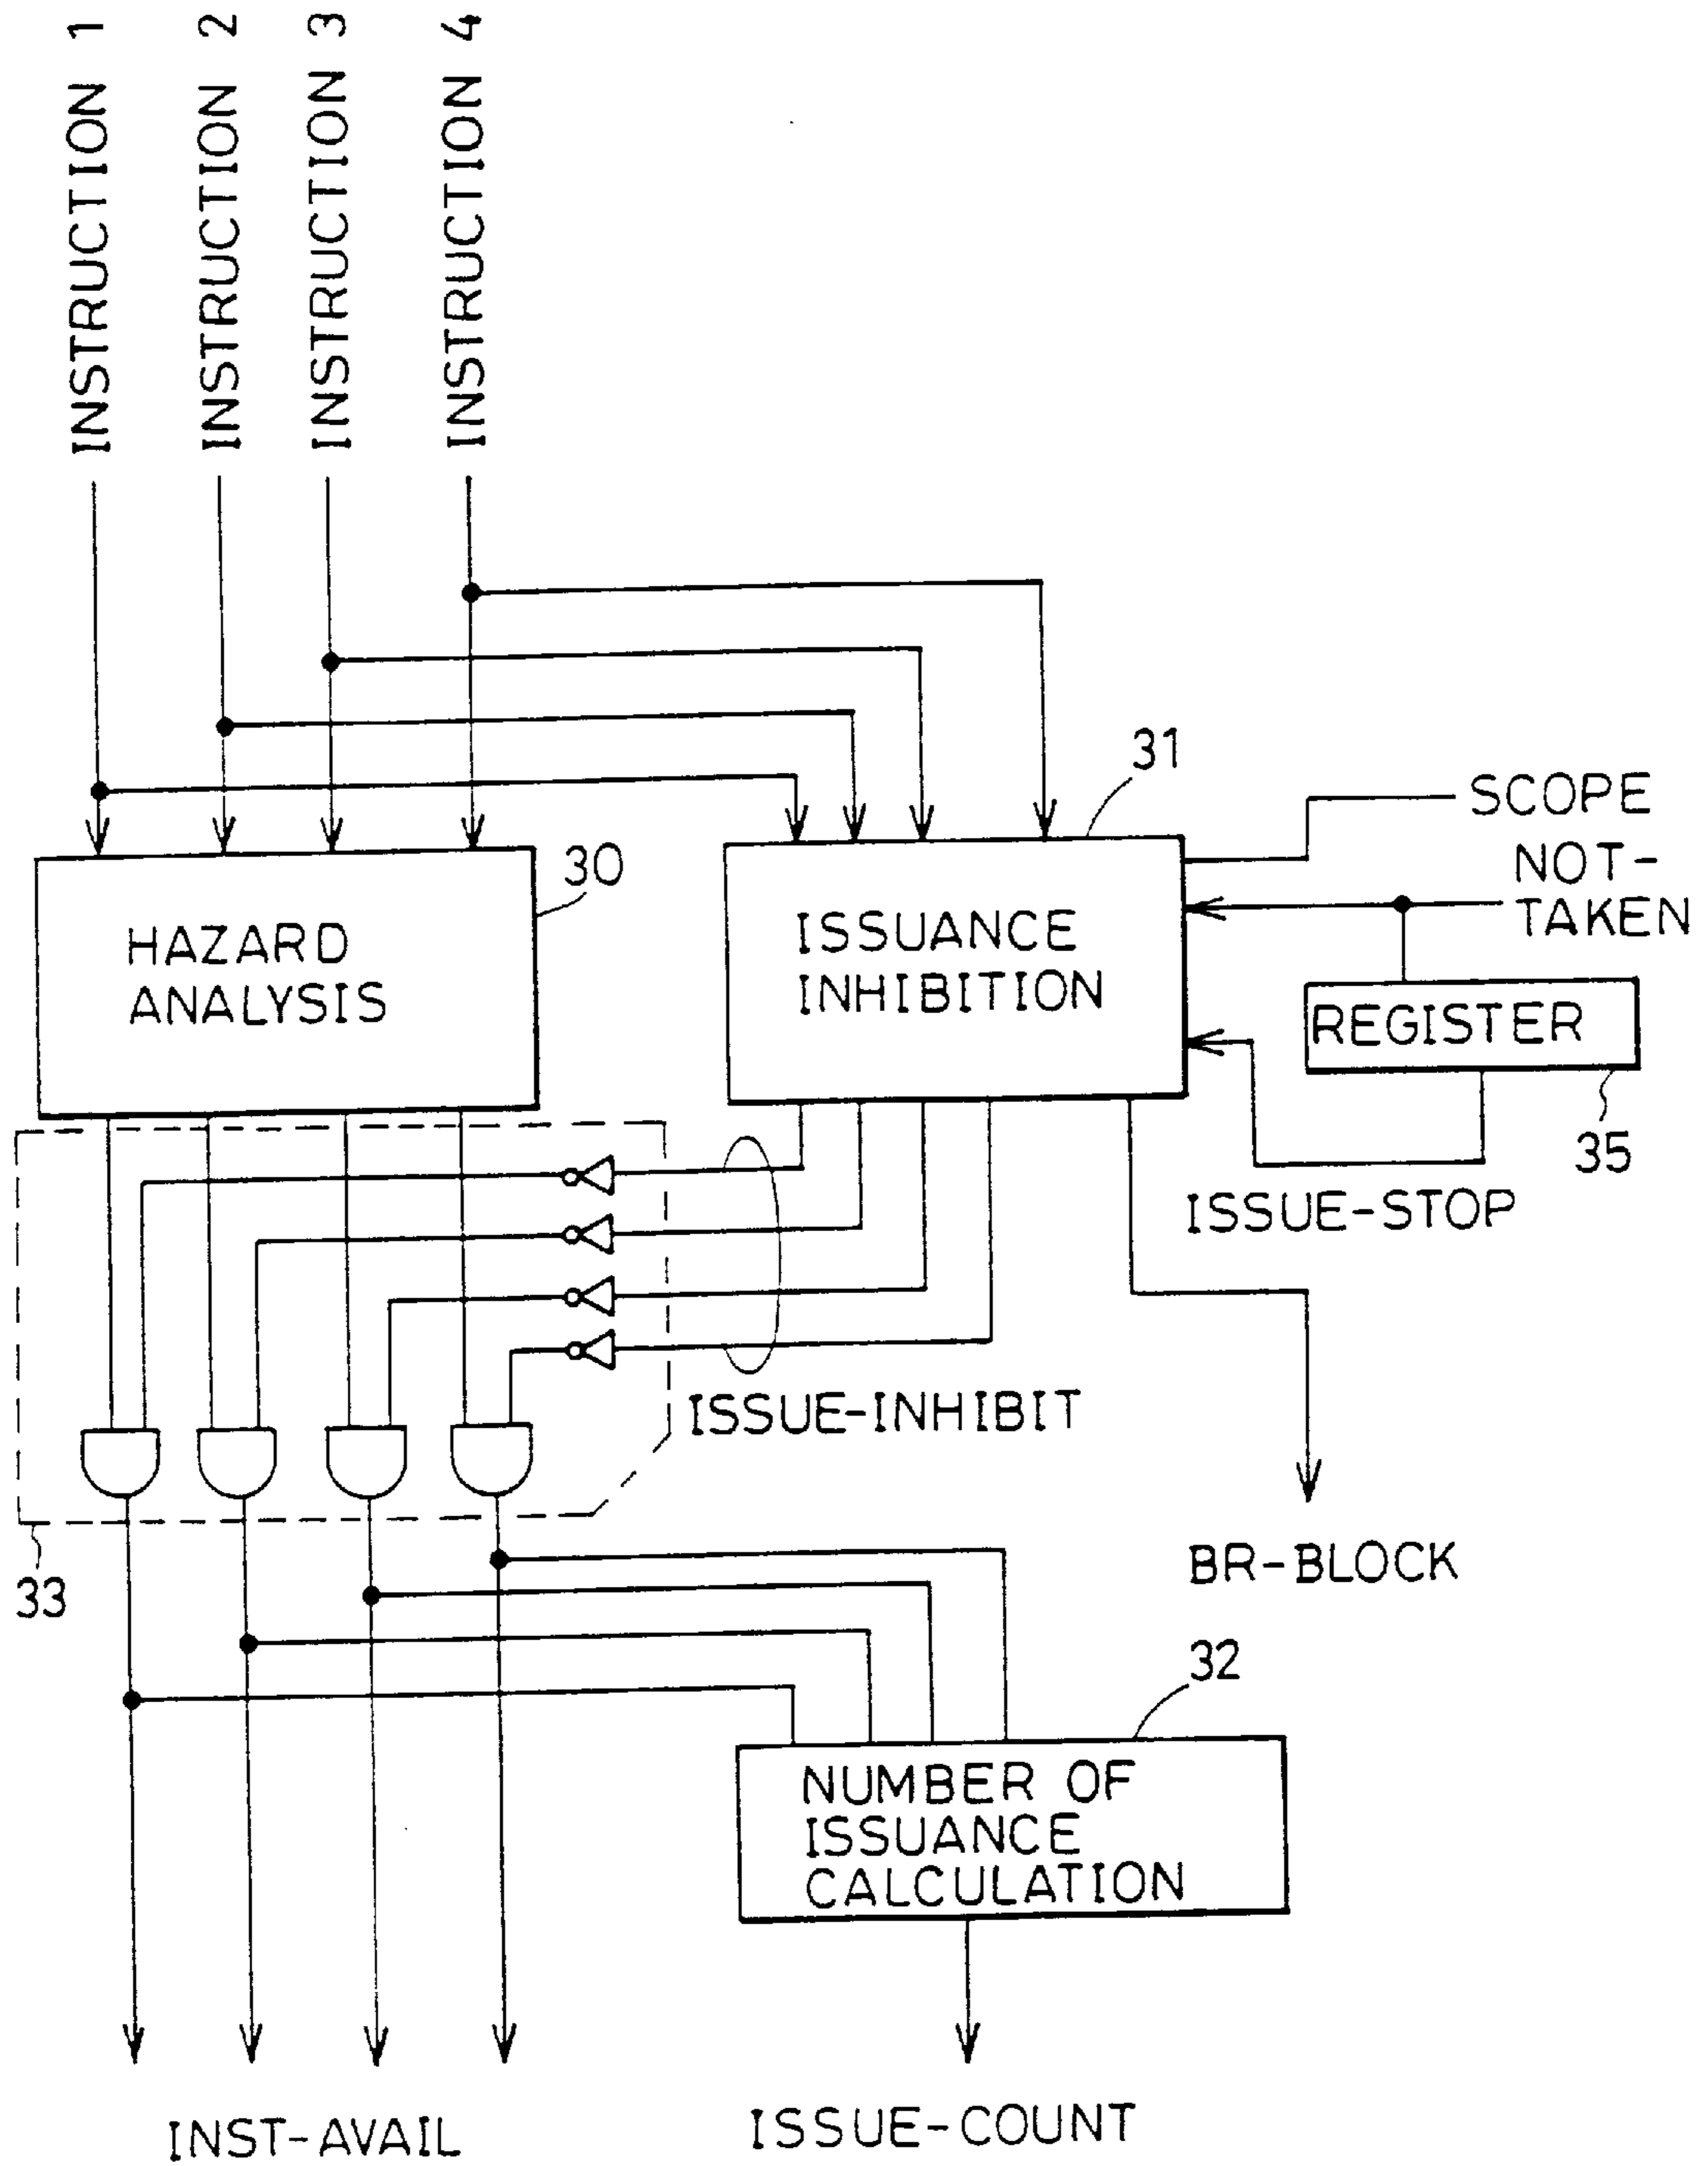 INSTRUCTION 1
INSTRUCTION 2
INSTRUCTION 3
INSTRUCTION 4
31
SCOPE
NOT-
TAKEN
30
HAZARD
ANALYSIS
ISSUANCE
INHIBITION
REGISTER
35
ISSUE-STOP
ISSUE-INHIBIT
BR-BLOCK
33
32
NUMBER OF
ISSUANCE
CALCULATION
INST-AVAIL
ISSUE-COUNT